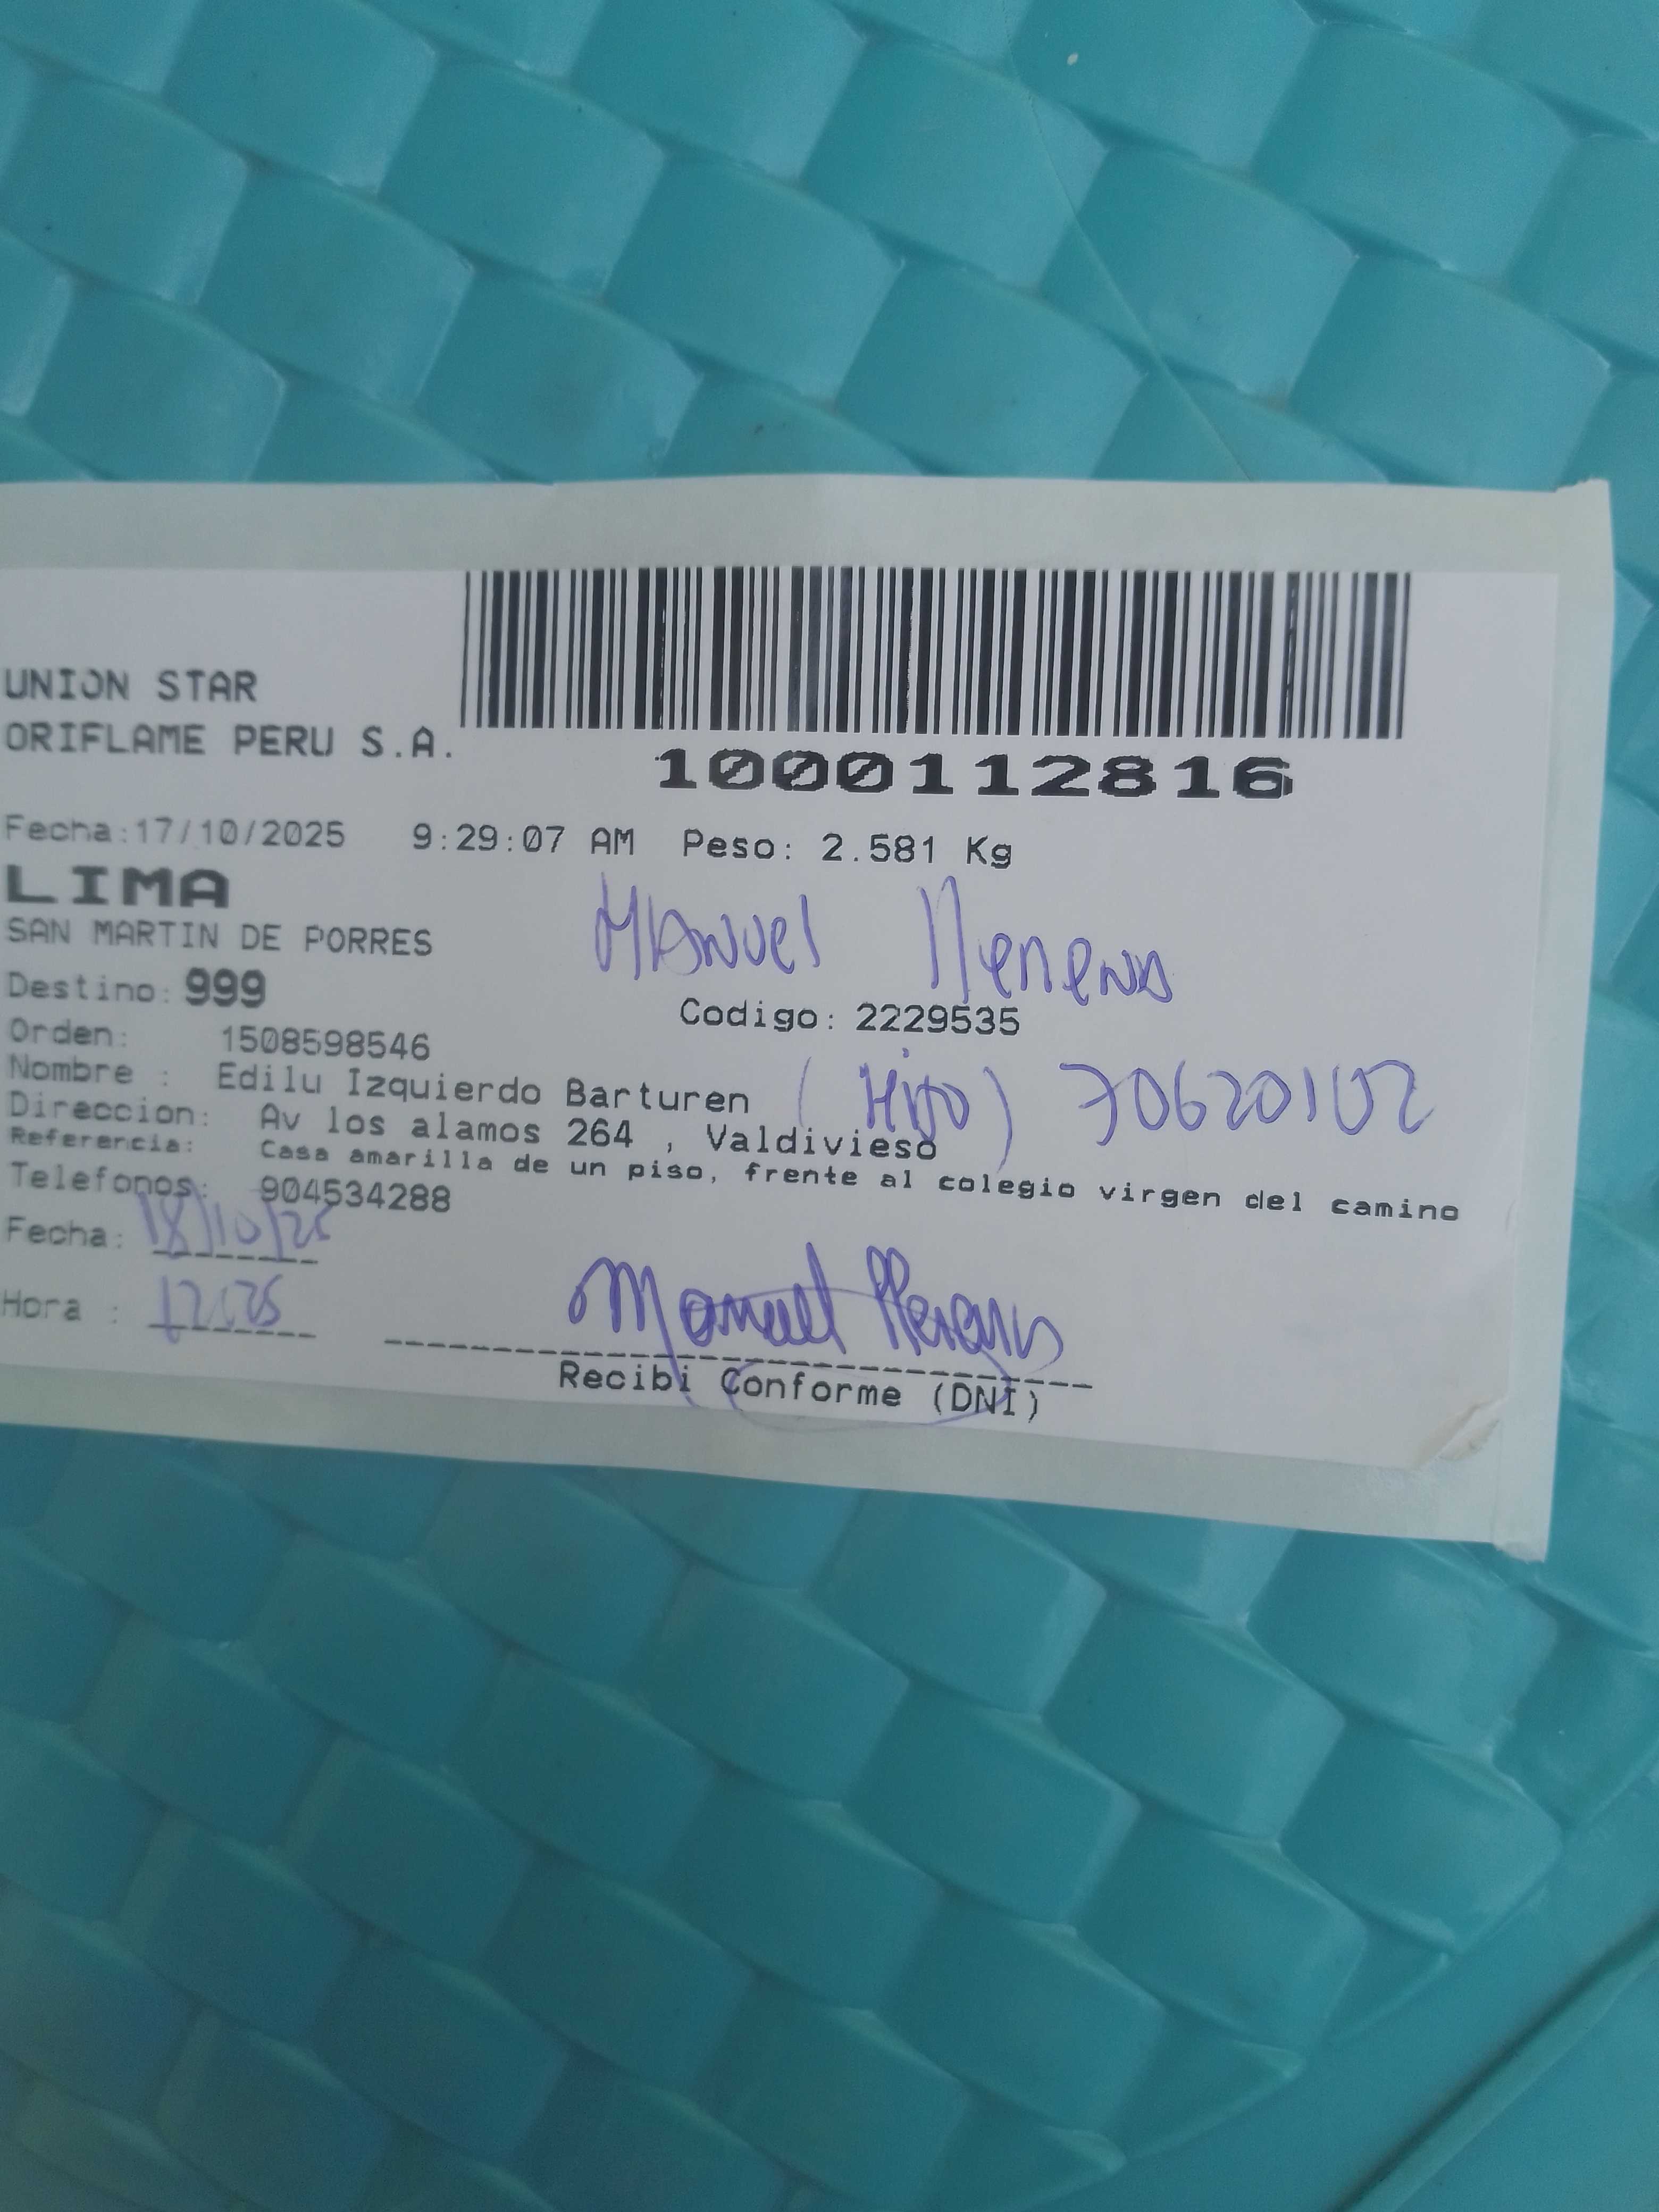 UNION STAR
ORIFLAME PERU S.A.
1000112816
Fecha:17/10/2025 9:29:07 AM Peso: 2.581 Kg
LIMA
SAN MARTIN DE PORRES
Manuel
Destino: 999
Codigo: 2229535
Orden: 1508598546
Nombre : Edilu Izquierdo Barturen (Hijo) 70620102
Direccion: Av los alamos 264 , Valdivieso
Referencia: Casa amarilla de un piso, frente al colegio virgen del camino
Telefonos: 904534288
Fecha: 18/10/25
Hora : 12:25
Manuel
Recibi Conforme (DNI)